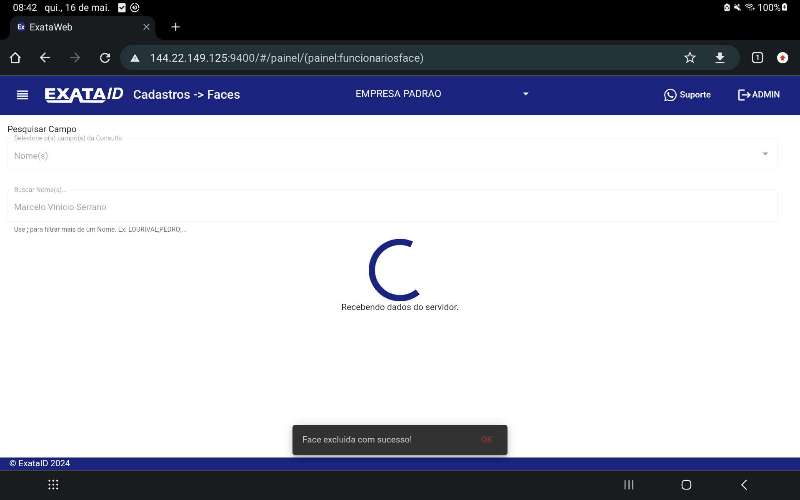 08:42 qui., 16 de mai.
100%
Ex ExataWeb
144.22.149.125:9400/#/painel/(painel:funcionariosface)
1
EXATAID Cadastros -> Faces
EMPRESA PADRAO
Suporte
ADMIN
Pesquisar Campo
Selecione o(s) campo(s) da Consulta
Nome(s)
Buscar Nome(s)...
Marcelo Vinicio Serrano
Use ; para filtrar mais de um Nome. Ex: LOURIVAL;PEDRO;...
Recebendo dados do servidor.
Face excluida com sucesso!
OK
© ExataID 2024